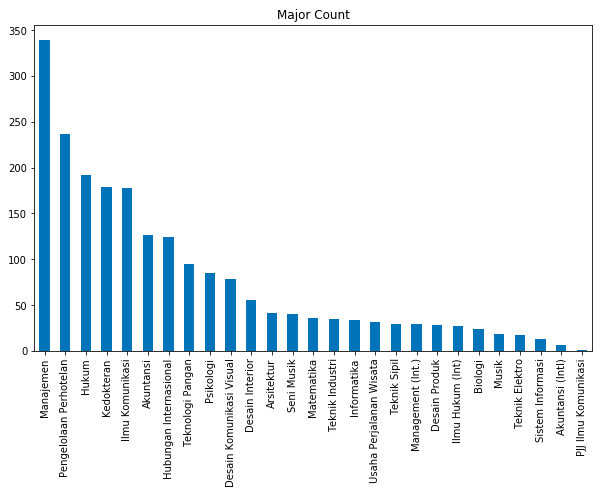 Major Count
350
300
250
200
150
100
50
0
Manajemen
Pengelolaan Perhotelan
Hukum
Kedokteran
Ilmu Komunikasi
Akuntansi
Hubungan Internasional
Teknologi Pangan
Psikologi
Desain Komunikasi Visual
Desain Interior
Arsitektur
Seni Musik
Matematika
Teknik Industri
Informatika
Usaha Perjalanan Wisata
Teknik Sipil
Management (Int.)
Desain Produk
Ilmu Hukum (Int)
Biologi
Musik
Teknik Elektro
Sistem Informasi
Akuntansi (Intl)
PJJ Ilmu Komunikasi